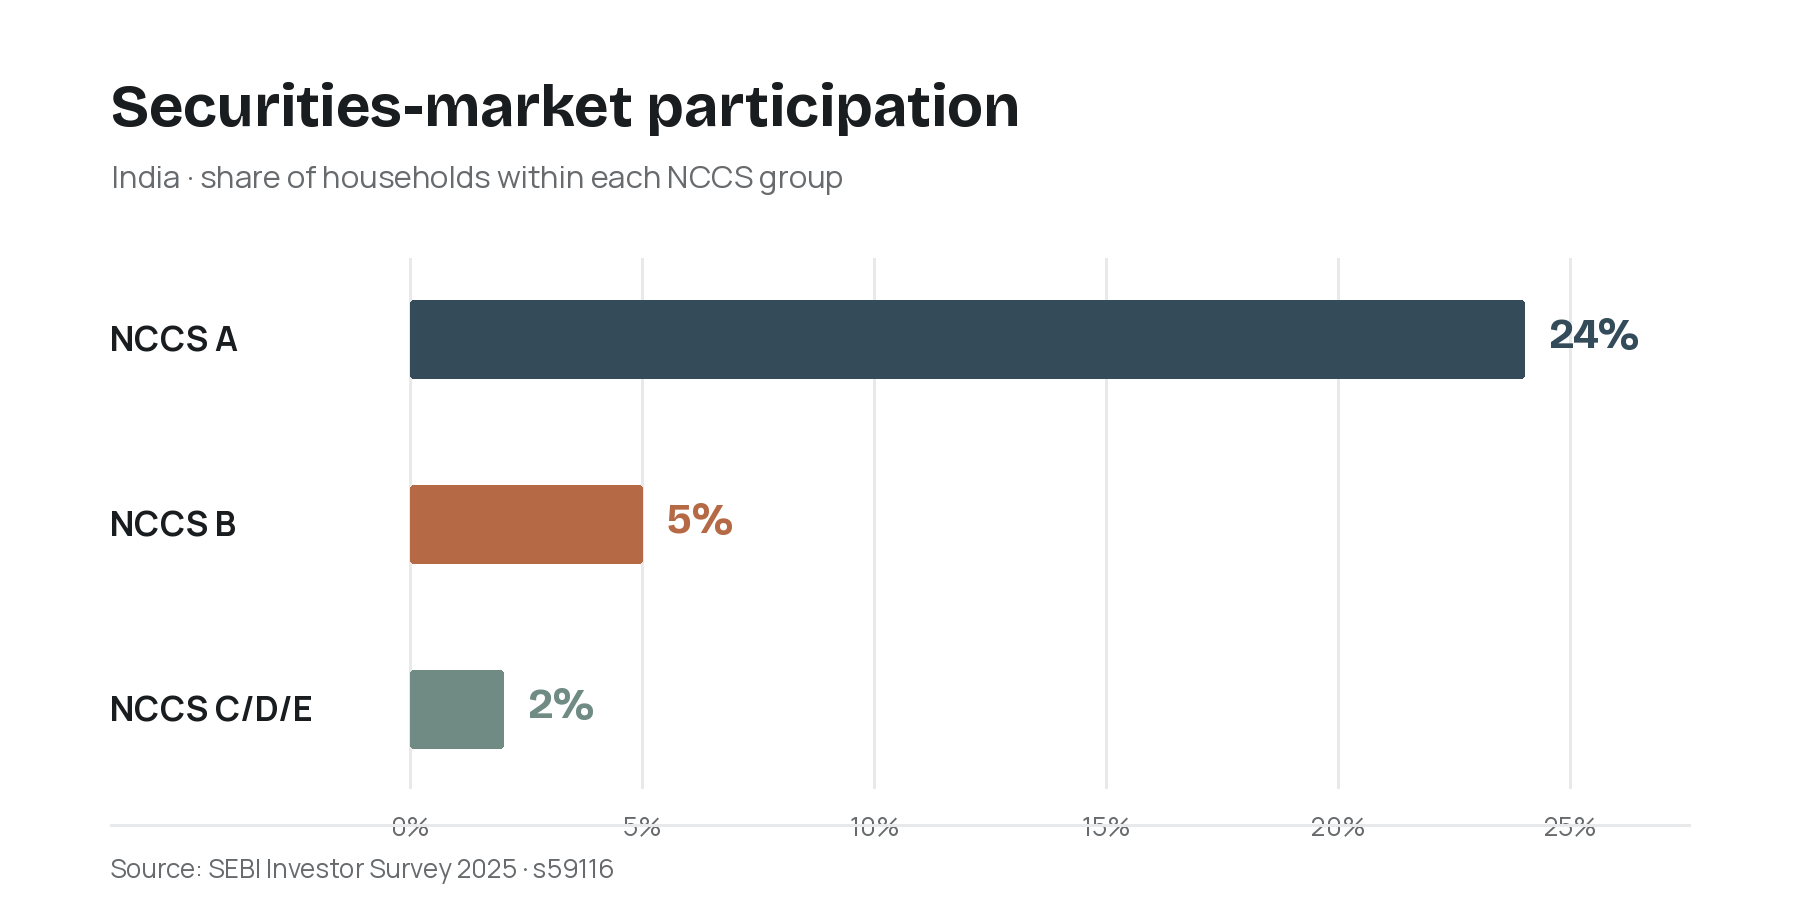 Securities-market participation
India · share of households within each NCCS group
NCCS A
24%
NCCS B
5%
NCCS C/D/E
2%
0% 5% 10% 15% 20% 25%
Source: SEBI Investor Survey 2025 · s59116